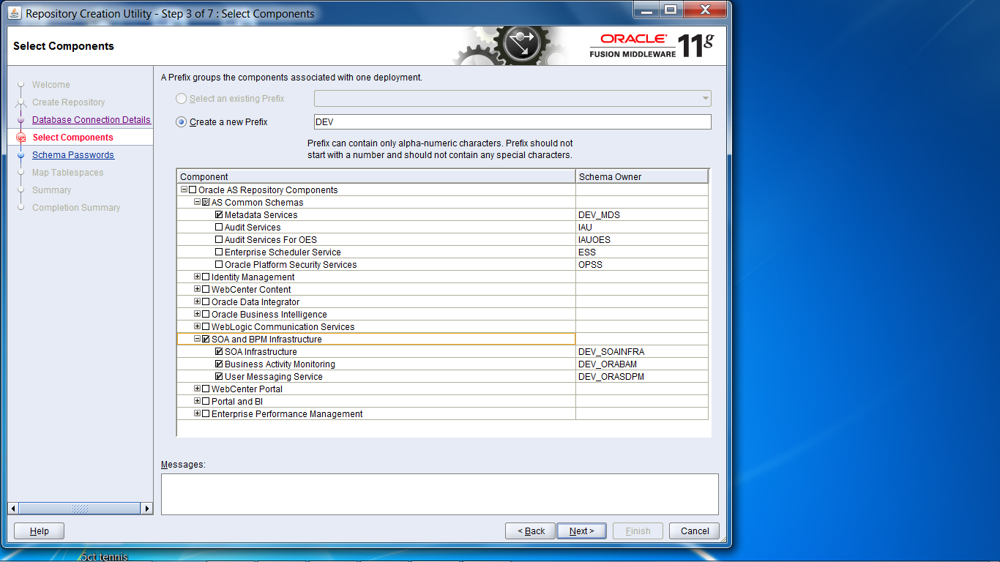 Repository Creation Utility - Step 3 of 7 : Select Components
Select Components
ORACLE
FUSION MIDDLEWARE 11g
Welcome
Create Repository
Database Connection Details
Select Components
Schema Passwords
Map Tablespaces
Summary
Completion Summary
A Prefix groups the components associated with one deployment.
Select an existing Prefix
Create a new Prefix DEV
Prefix can contain only alpha-numeric characters. Prefix should not
start with a number and should not contain any special characters.
Component Schema Owner
Oracle AS Repository Components
AS Common Schemas
Metadata Services DEV_MDS
Audit Services IAU
Audit Services For OES IAUOES
Enterprise Scheduler Service ESS
Oracle Platform Security Services OPSS
Identity Management
WebCenter Content
Oracle Data Integrator
Oracle Business Intelligence
WebLogic Communication Services
SOA and BPM Infrastructure
SOA Infrastructure DEV_SOAINFRA
Business Activity Monitoring DEV_ORABAM
User Messaging Service DEV_ORASDPM
WebCenter Portal
Portal and BI
Enterprise Performance Management
Messages:
Help < Back Next > Finish Cancel
5ct tennis